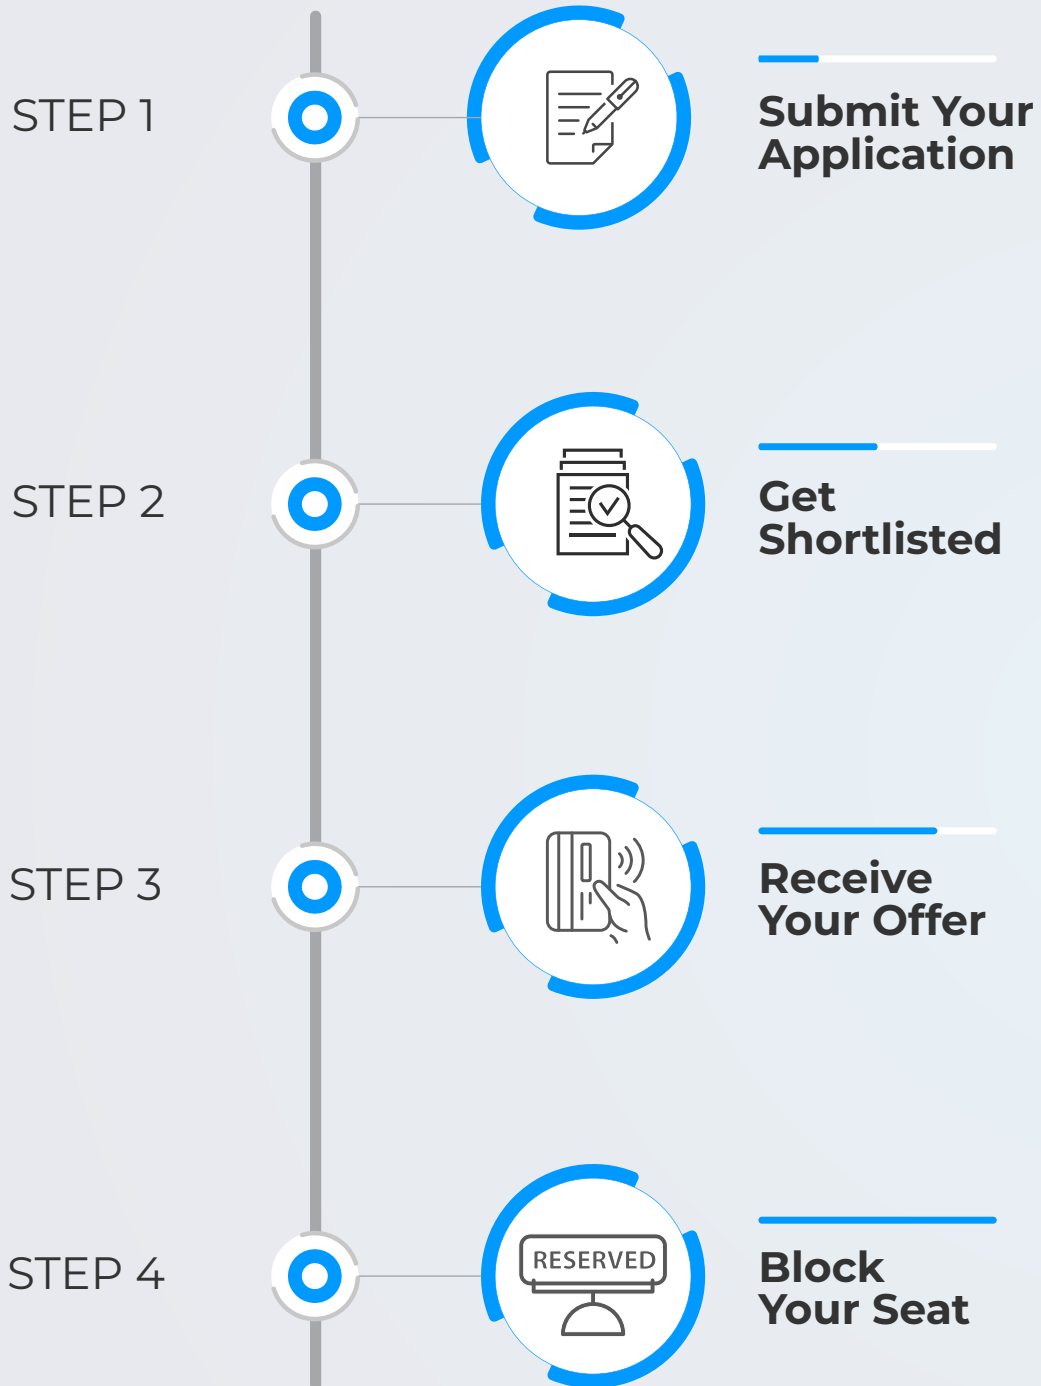 STEP 1
Submit Your
Application
STEP 2
Get
Shortlisted
STEP 3
Receive
Your Offer
STEP 4
RESERVED
Block
Your Seat